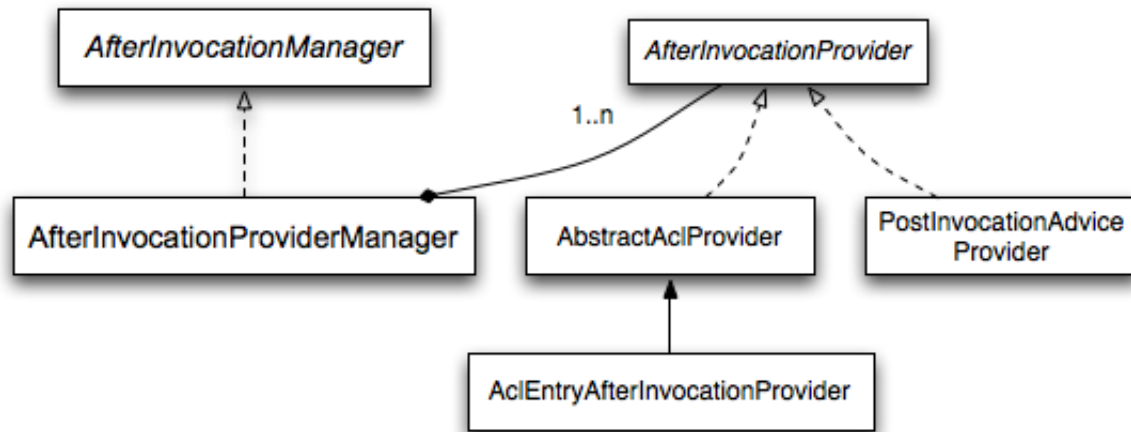 AfterInvocationManager
AfterInvocationProvider
1..n
AfterInvocationProviderManager
AbstractAclProvider
PostInvocationAdvice
Provider
AclEntryAfterInvocationProvider